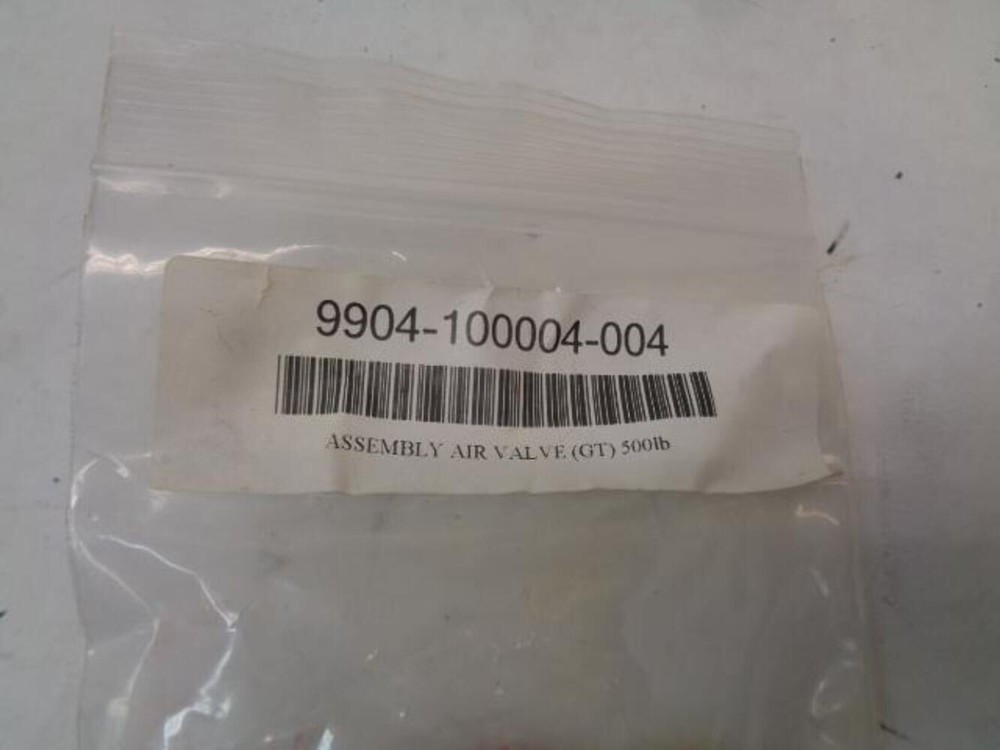 9904-100004-004
ASSEMBLY AIR VALVE (GT) 500lb